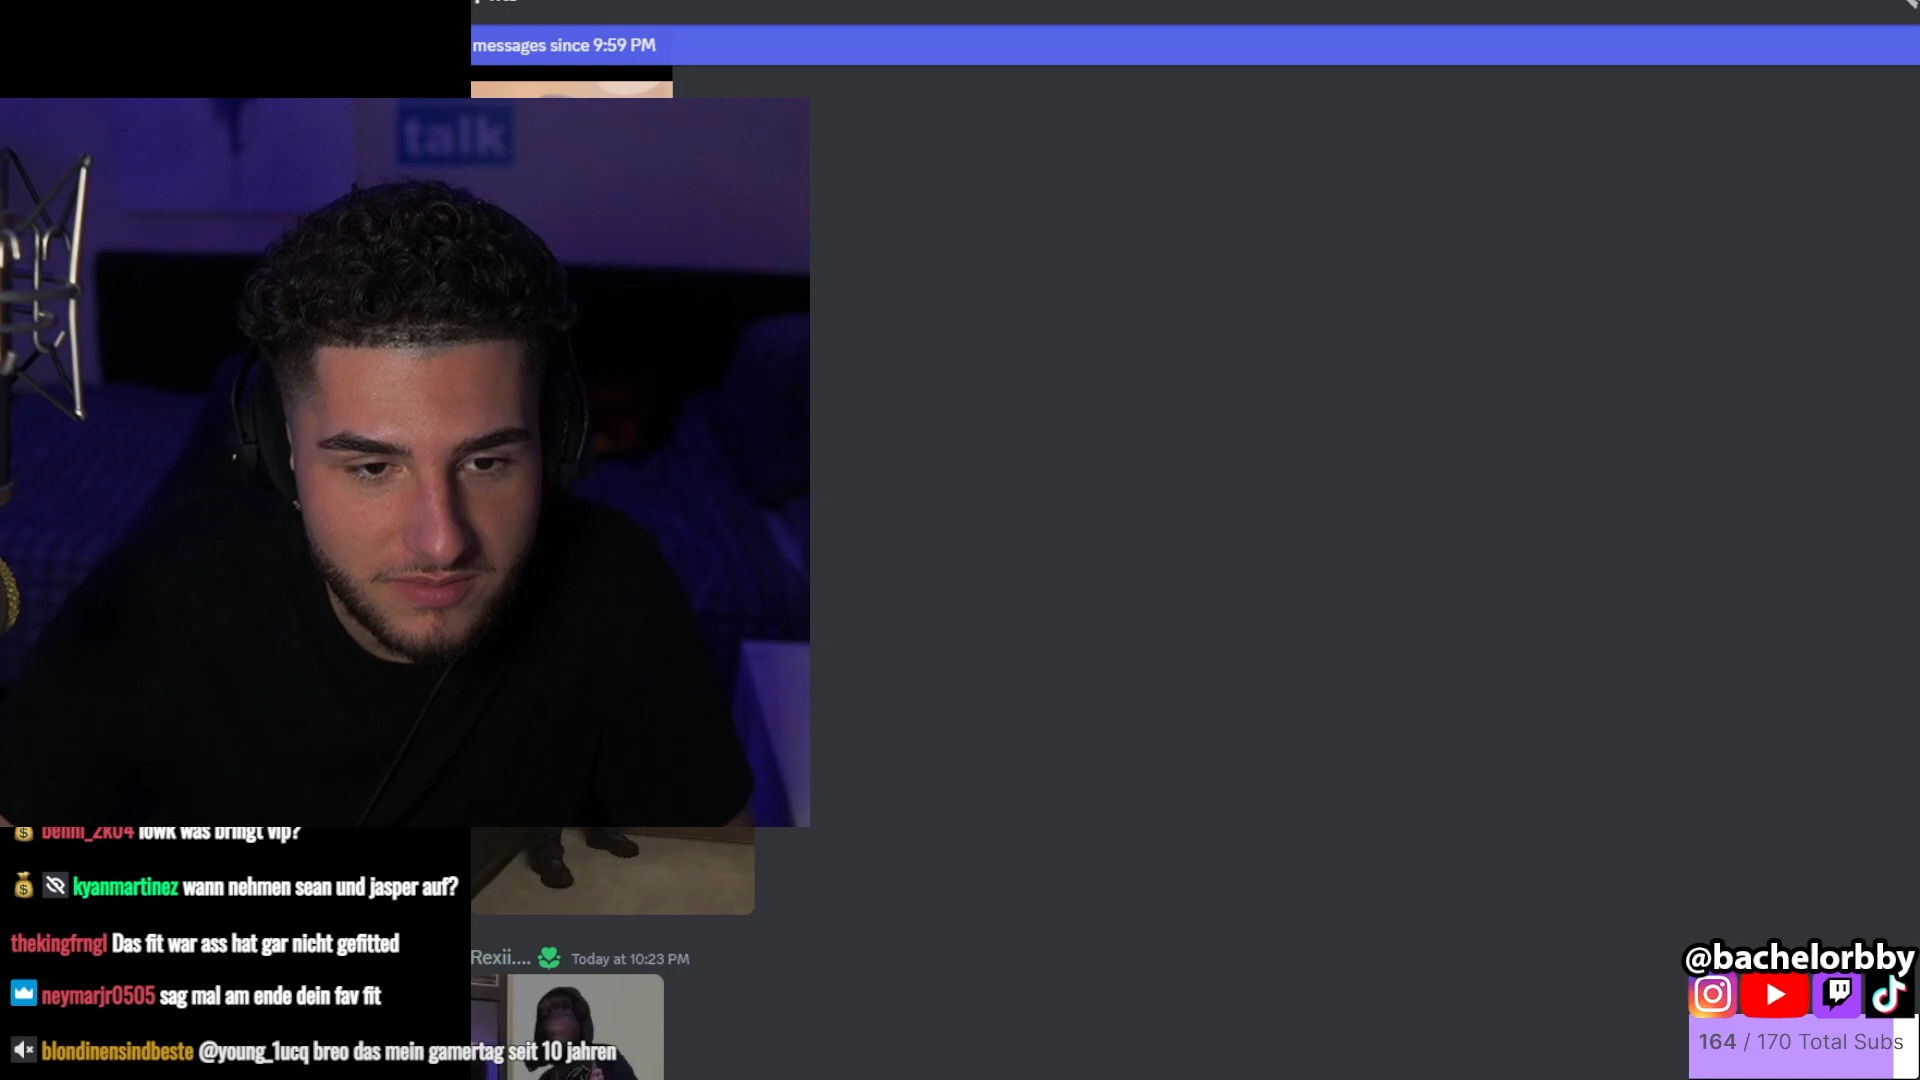 messages since 9:59 PM
talk
benni_2k04 lowk was bringt vip?
kyanmartinez wann nehmen sean und jasper auf?
thekingfrngl Das fit war ass hat gar nicht gefitted
neymarjr0505 sag mal am ende dein fav fit
blondinensindbeste @young_1ucq breo das mein gamertag seit 10 jahren
Rexii.... Today at 10:23 PM
@bachelorbby
164 / 170 Total Subs